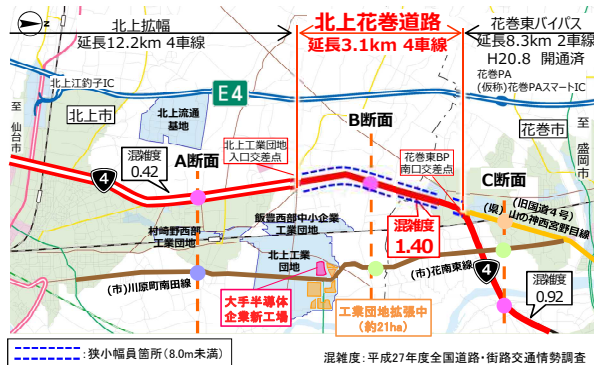 北上拡幅
延長12.2km 4車線
北上花巻道路
延長3.1km 4車線
花巻東バイパス
延長8.3km 2車線
H20.8 開通済
花巻PA
(仮称)花巻PAスマートIC
北上江釣子IC
E4
至 仙台市
北上市
北上流通
基地
花巻市
至 盛岡市
B断面
A断面
C断面
北上工業団地
入口交差点
花巻東BP
南口交差点
混雑度
0.42
4
(旧国道4号)
(県)山の神西宮野目線
飯豊西部中小企業
工業団地
村崎野西部
工業団地
混雑度
1.40
北上工業
団地
(市)川原町南田線
(市)花南東線
4
混雑度
0.92
大手半導体
企業新工場
工業団地拡張中
(約21ha)
:狭小幅員箇所(8.0m未満)
混雑度:平成27年度全国道路・街路交通情勢調査